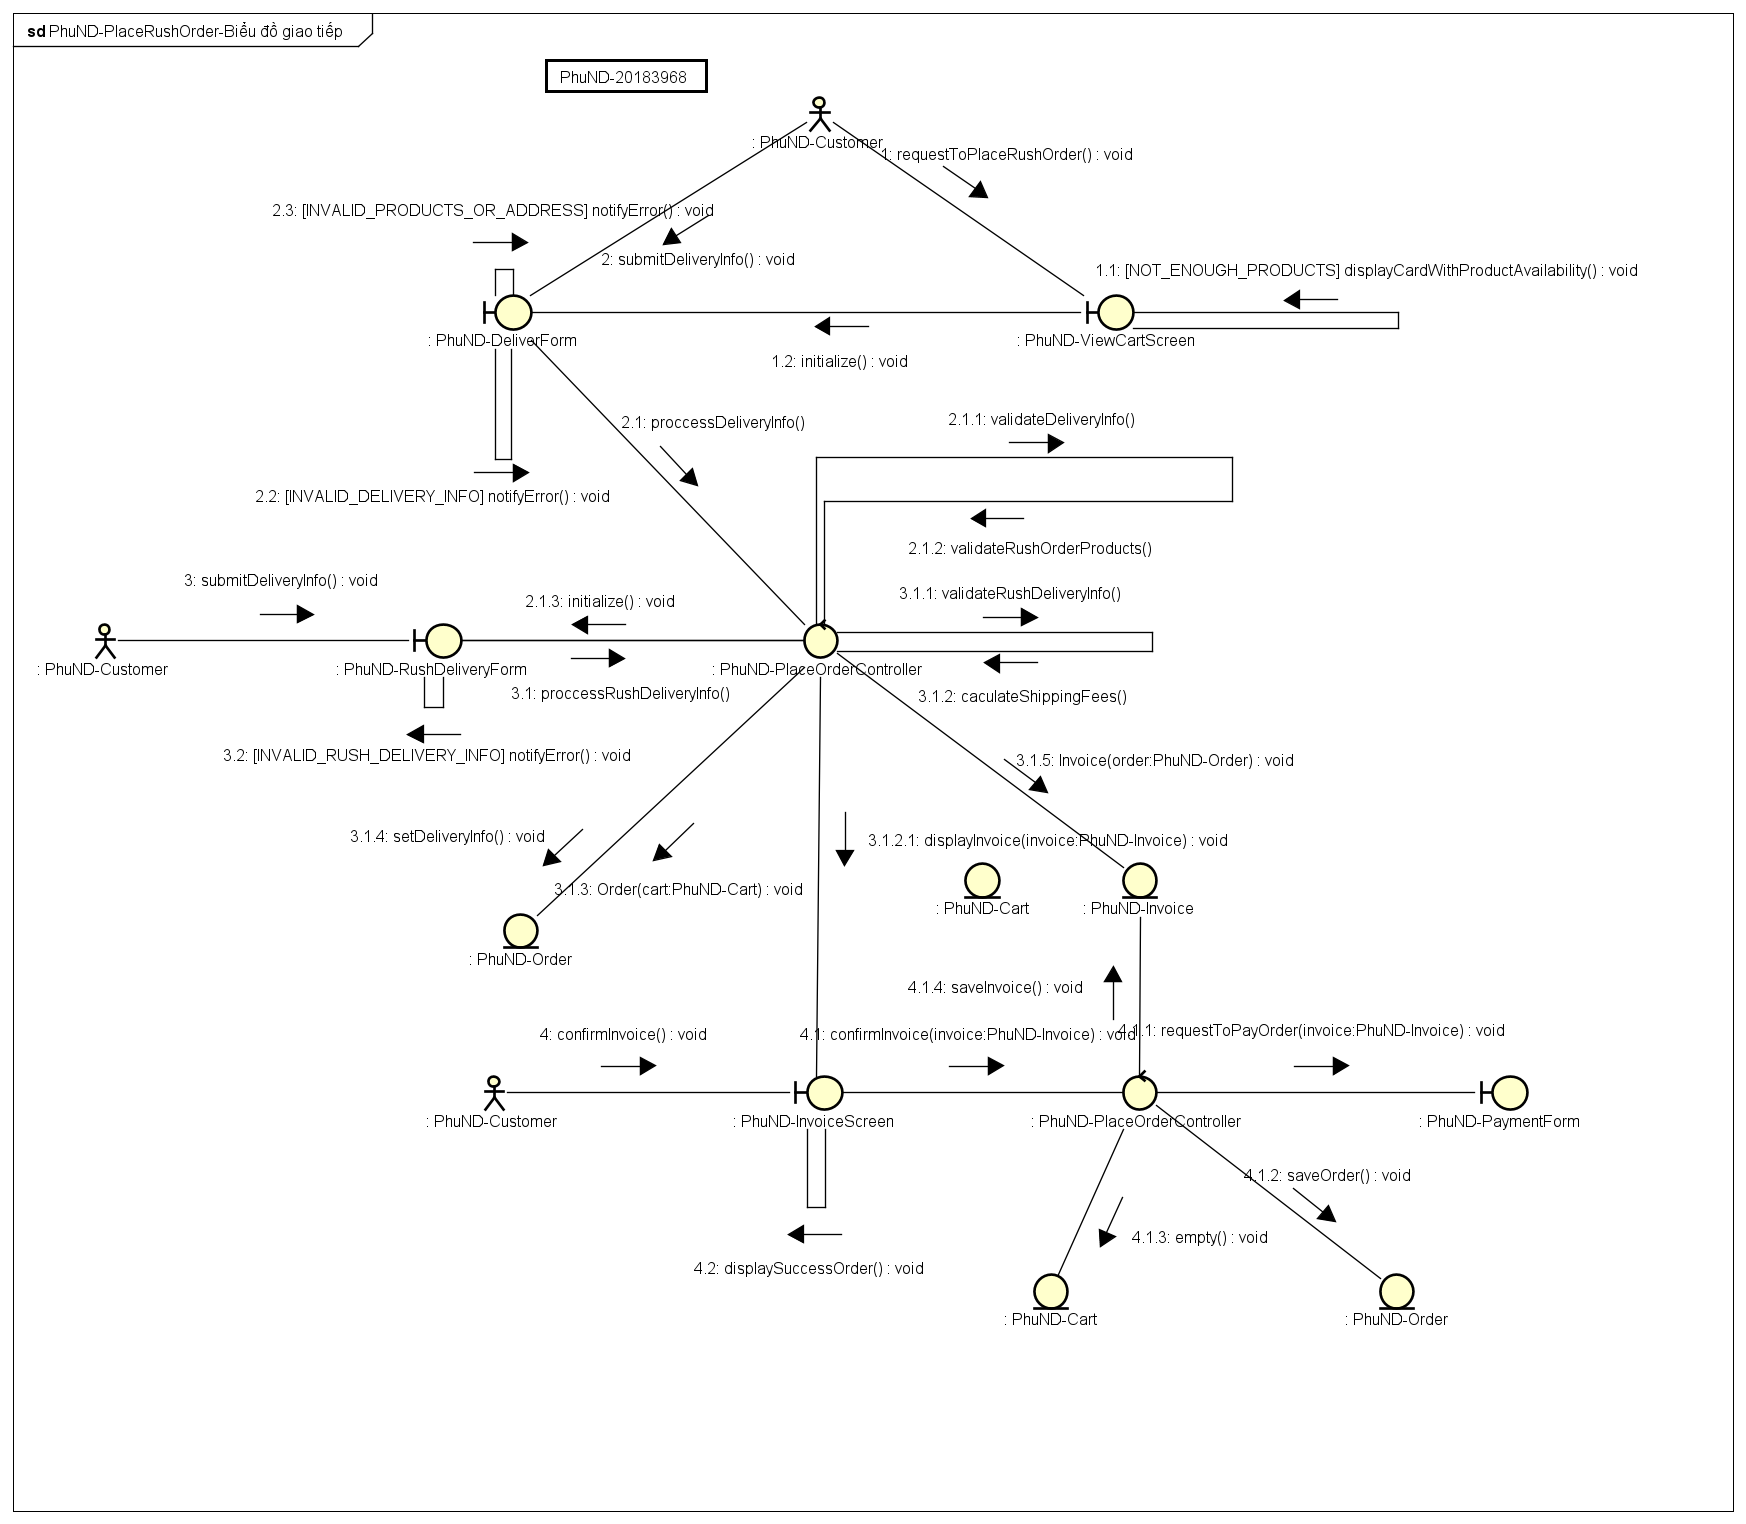 sd PhuND-PlaceRushOrder-Biểu đồ giao tiếp
PhuND-20183968
: PhuND-Customer
1: requestToPlaceRushOrder() : void
2.3: [INVALID_PRODUCTS_OR_ADDRESS] notifyError() : void
2: submitDeliveryInfo() : void
1.1: [NOT_ENOUGH_PRODUCTS] displayCardWithProductAvailability() : void
: PhuND-DeliverForm
: PhuND-ViewCartScreen
1.2: initialize() : void
2.1: proccessDeliveryInfo()
2.1.1: validateDeliveryInfo()
2.2: [INVALID_DELIVERY_INFO] notifyError() : void
2.1.2: validateRushOrderProducts()
3: submitDeliveryInfo() : void
2.1.3: initialize() : void
3.1.1: validateRushDeliveryInfo()
: PhuND-Customer
: PhuND-RushDeliveryForm
: PhuND-PlaceOrderController
3.1: proccessRushDeliveryInfo()
3.1.2: caculateShippingFees()
3.2: [INVALID_RUSH_DELIVERY_INFO] notifyError() : void
3.1.5: Invoice(order:PhuND-Order) : void
3.1.4: setDeliveryInfo() : void
3.1.2.1: displayInvoice(invoice:PhuND-Invoice) : void
3.1.3: Order(cart:PhuND-Cart) : void
: PhuND-Cart
: PhuND-Invoice
: PhuND-Order
4.1.4: saveInvoice() : void
4: confirmInvoice() : void
4.1: confirmInvoice(invoice:PhuND-Invoice) : void
4.1.1: requestToPayOrder(invoice:PhuND-Invoice) : void
: PhuND-Customer
: PhuND-InvoiceScreen
: PhuND-PlaceOrderController
: PhuND-PaymentForm
4.1.2: saveOrder() : void
4.1.3: empty() : void
4.2: displaySuccessOrder() : void
: PhuND-Cart
: PhuND-Order